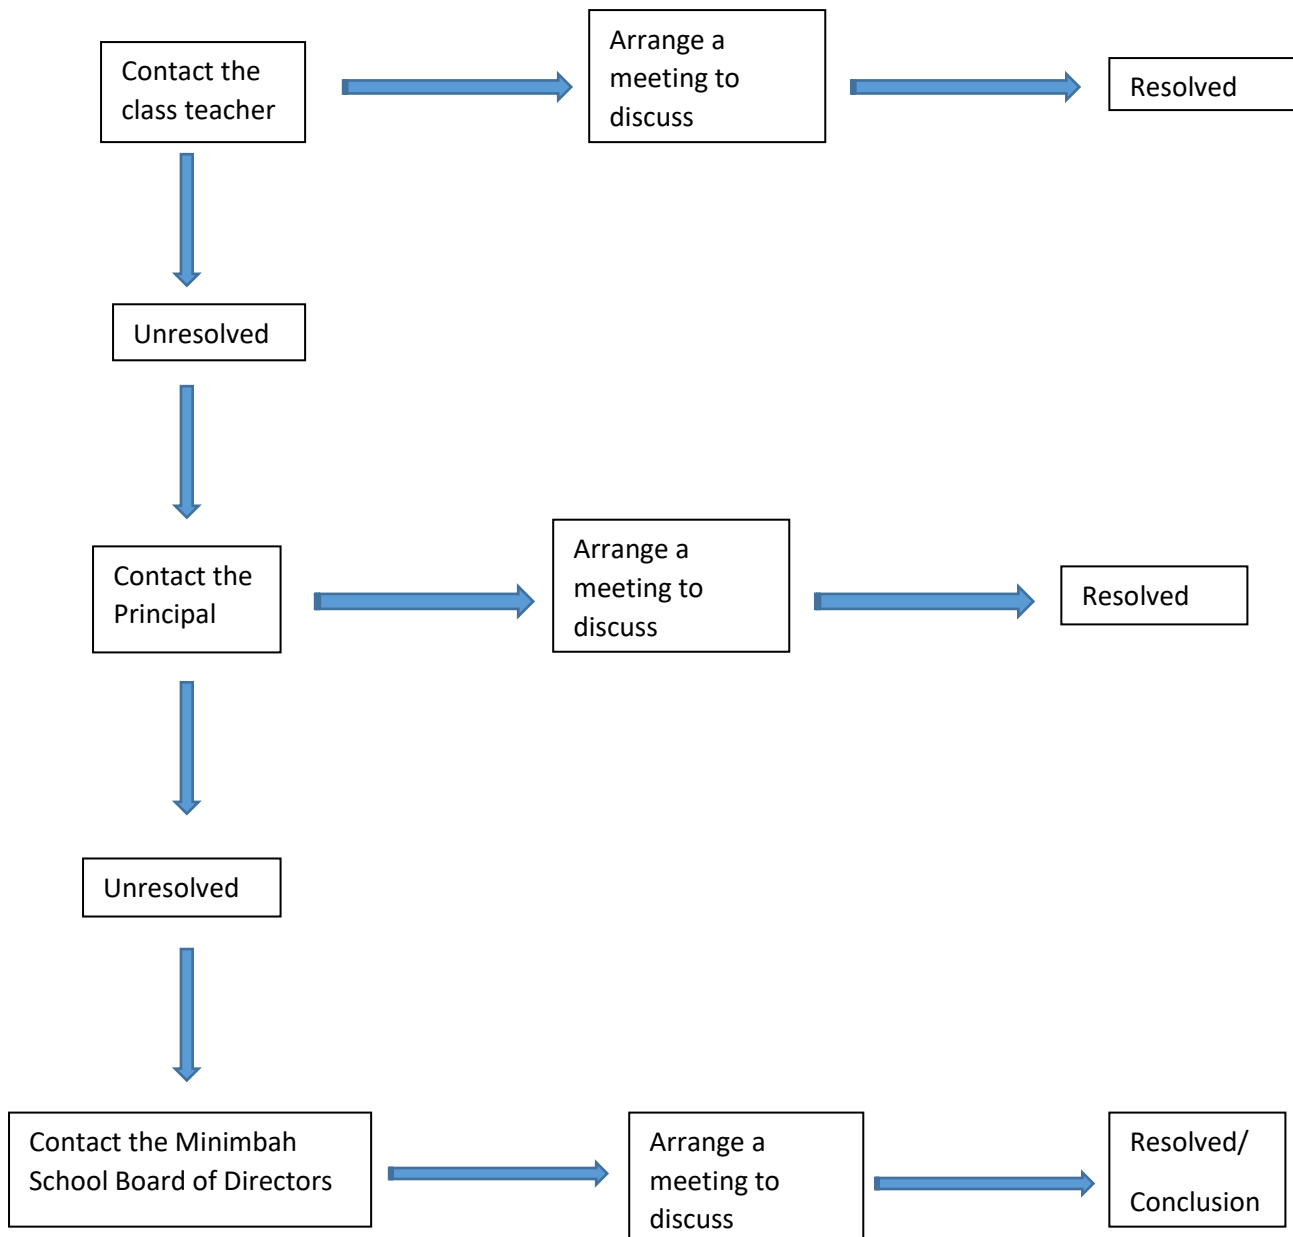 Contact the
class teacher
Arrange a
meeting to
discuss
Resolved
Unresolved
Contact the
Principal
Arrange a
meeting to
discuss
Resolved
Unresolved
Contact the Minimbah
School Board of Directors
Arrange a
meeting to
discuss
Resolved/
Conclusion